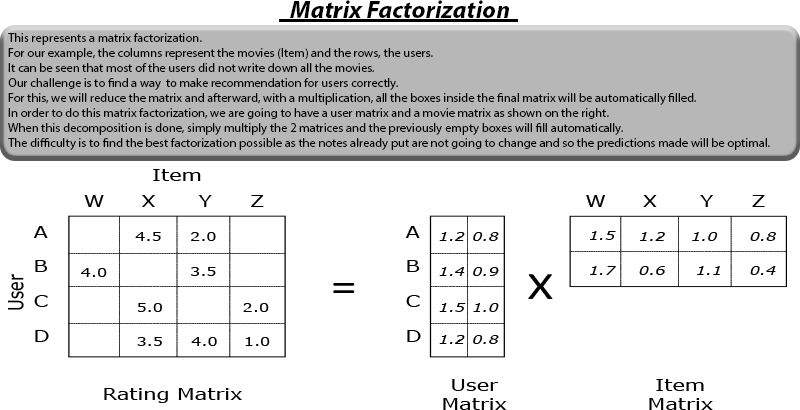 Matrix Factorization
This represents a matrix factorization.
For our example, the columns represent the movies (Item) and the rows, the users.
It can be seen that most of the users did not write down all the movies.
Our challenge is to find a way to make recommendation for users correctly.
For this, we will reduce the matrix and afterward, with a multiplication, all the boxes inside the final matrix will be automatically filled.
In order to do this matrix factorization, we are going to have a user matrix and a movie matrix as shown on the right.
When this decomposition is done, simply multiply the 2 matrices and the previously empty boxes will fill automatically.
The difficulty is to find the best factorization possible as the notes already put are not going to change and so the predictions made will be optimal.
Item
W X Y Z
A 4.5 2.0
B 4.0 3.5
C 5.0 2.0
D 3.5 4.0 1.0
User
Rating Matrix
=
A 1.2 0.8
B 1.4 0.9
C 1.5 1.0
D 1.2 0.8
User
Matrix
X
W X Y Z
1.5 1.2 1.0 0.8
1.7 0.6 1.1 0.4
Item
Matrix